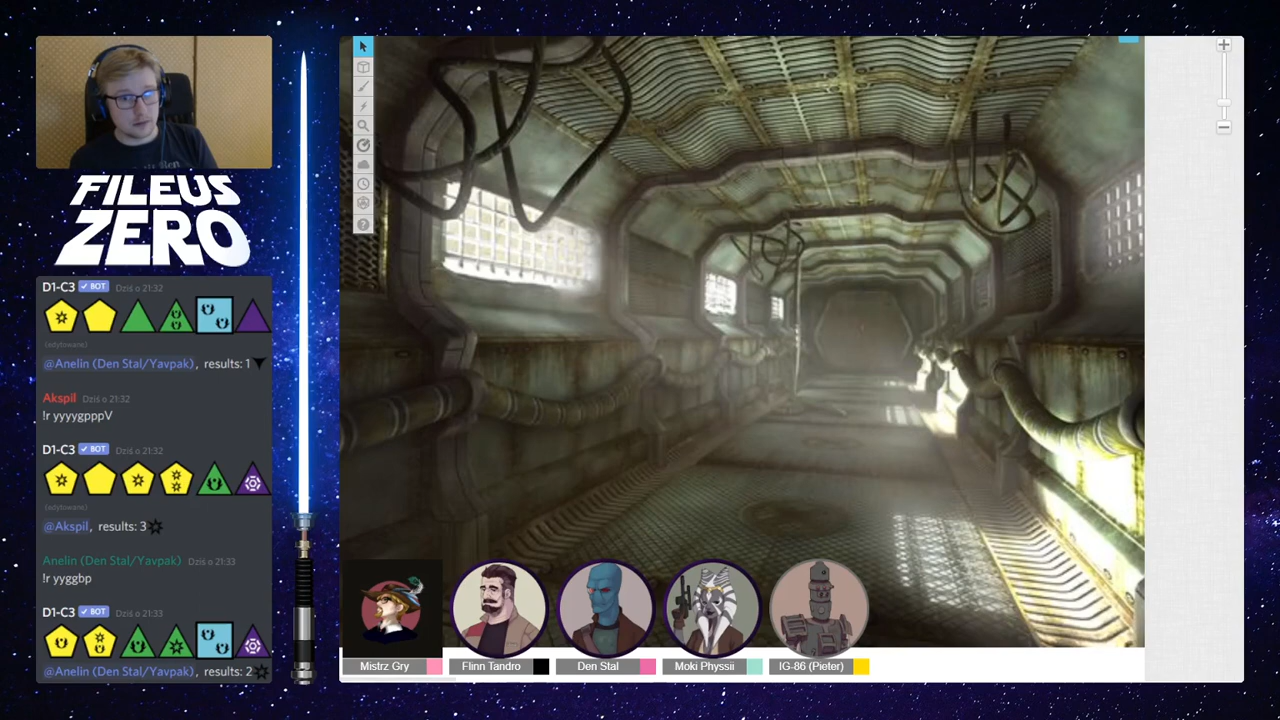 FILEUS
ZERO
D1-C3 ✔ BOT Dziś o 21:32
(edytowane)
@Anelin (Den Stal/Yavpak), results: 1
Akspil Dziś o 21:32
!r yyyygpppV
D1-C3 ✔ BOT Dziś o 21:32
(edytowane)
@Akspil, results: 3
Anelin (Den Stal/Yavpak) Dziś o 21:33
!r yyggbp
D1-C3 ✔ BOT Dziś o 21:33
@Anelin (Den Stal/Yavpak), results: 2
Mistrz Gry
Flinn Tandro
Den Stal
Moki Physsii
IG-86 (Pieter)